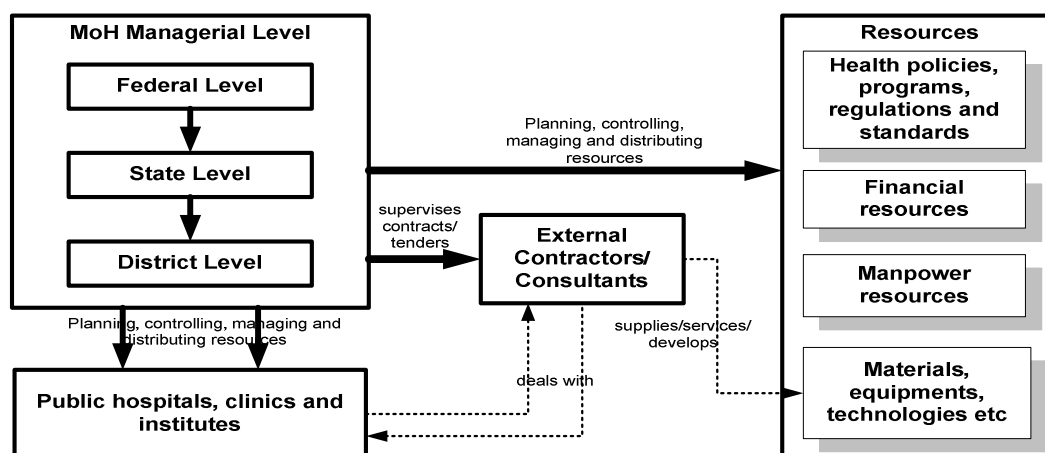 MoH Managerial Level
Federal Level
State Level
District Level
Planning, controlling, managing and
distributing resources
Public hospitals, clinics and
institutes
Planning, controlling,
managing and distributing
resources
supervises
contracts/
tenders
External
Contractors/
Consultants
supplies/services/
develops
deals with
Resources
Health policies,
programs,
regulations and
standards
Financial
resources
Manpower
resources
Materials,
equipments,
technologies etc